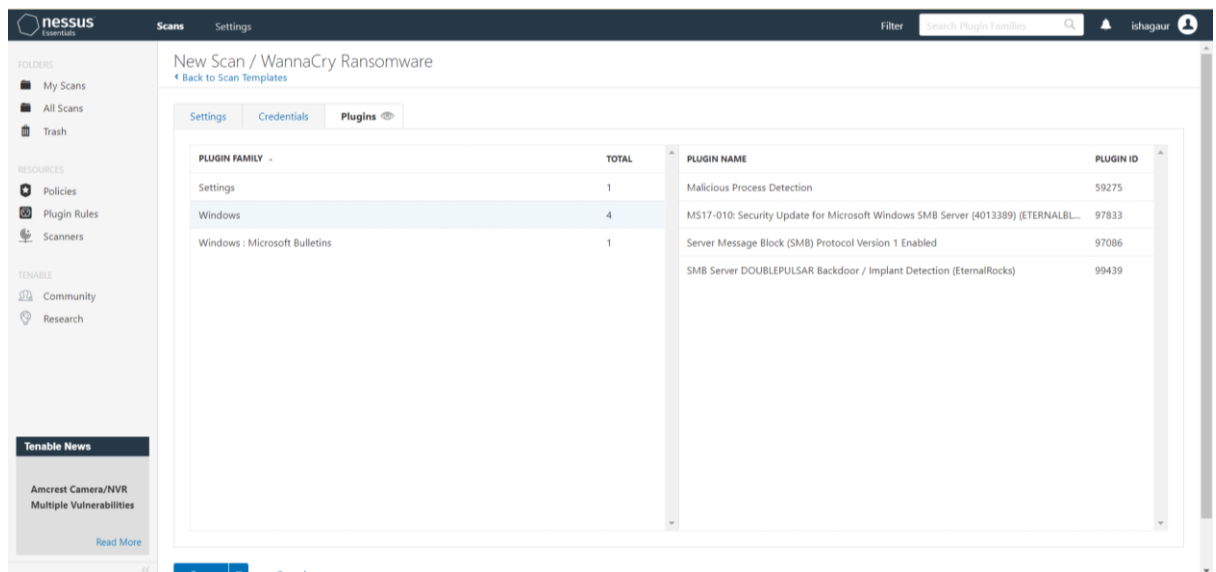 nessus
Essentials
Scans Settings
Filter Search Plugin Families ishagaur
FOLDERS
My Scans
All Scans
Trash
RESOURCES
Policies
Plugin Rules
Scanners
TENABLE
Community
Research
Tenable News
Amcrest Camera/NVR
Multiple Vulnerabilities
Read More
New Scan / WannaCry Ransomware
Back to Scan Templates
Settings Credentials Plugins
PLUGIN FAMILY TOTAL
Settings 1
Windows 4
Windows : Microsoft Bulletins 1
PLUGIN NAME PLUGIN ID
Malicious Process Detection 59275
MS17-010: Security Update for Microsoft Windows SMB Server (4013389) (ETERNALBL... 97833
Server Message Block (SMB) Protocol Version 1 Enabled 97086
SMB Server DOUBLEPULSAR Backdoor / Implant Detection (EternalRocks) 99439